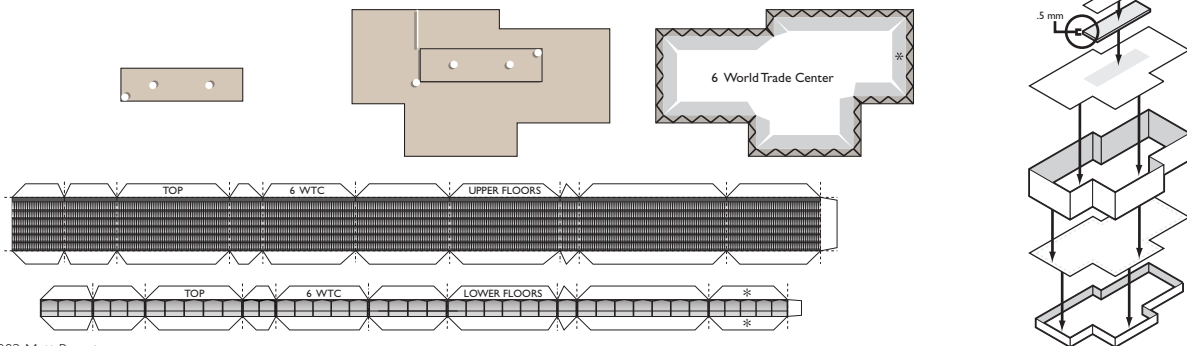 .5 mm
6 World Trade Center
*
TOP 6 WTC UPPER FLOORS
TOP 6 WTC LOWER FLOORS *
*